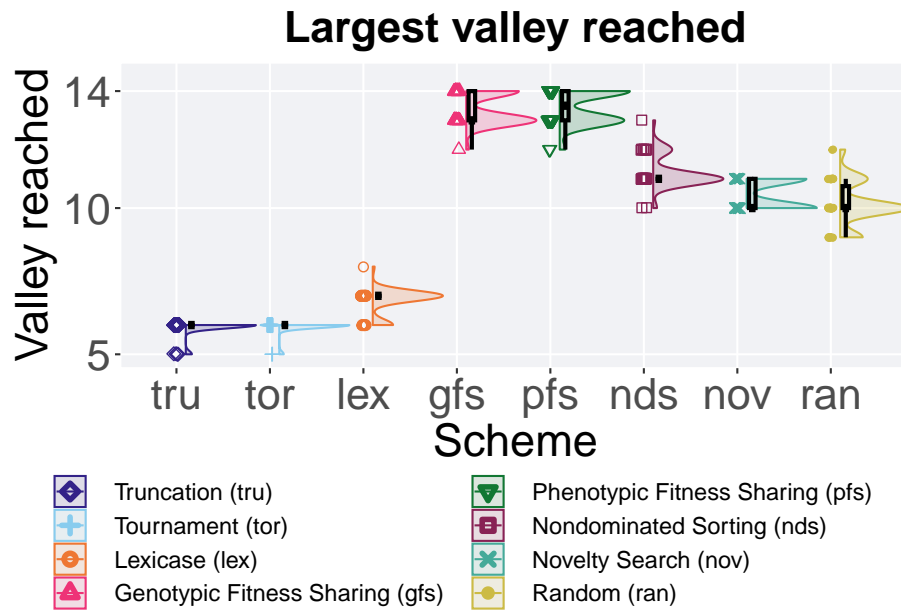 Largest valley reached
Valley reached
14
10
5
tru tor lex gfs pfs nds nov ran
Scheme
Truncation (tru)
Tournament (tor)
Lexicase (lex)
Genotypic Fitness Sharing (gfs)
Phenotypic Fitness Sharing (pfs)
Nondominated Sorting (nds)
Novelty Search (nov)
Random (ran)